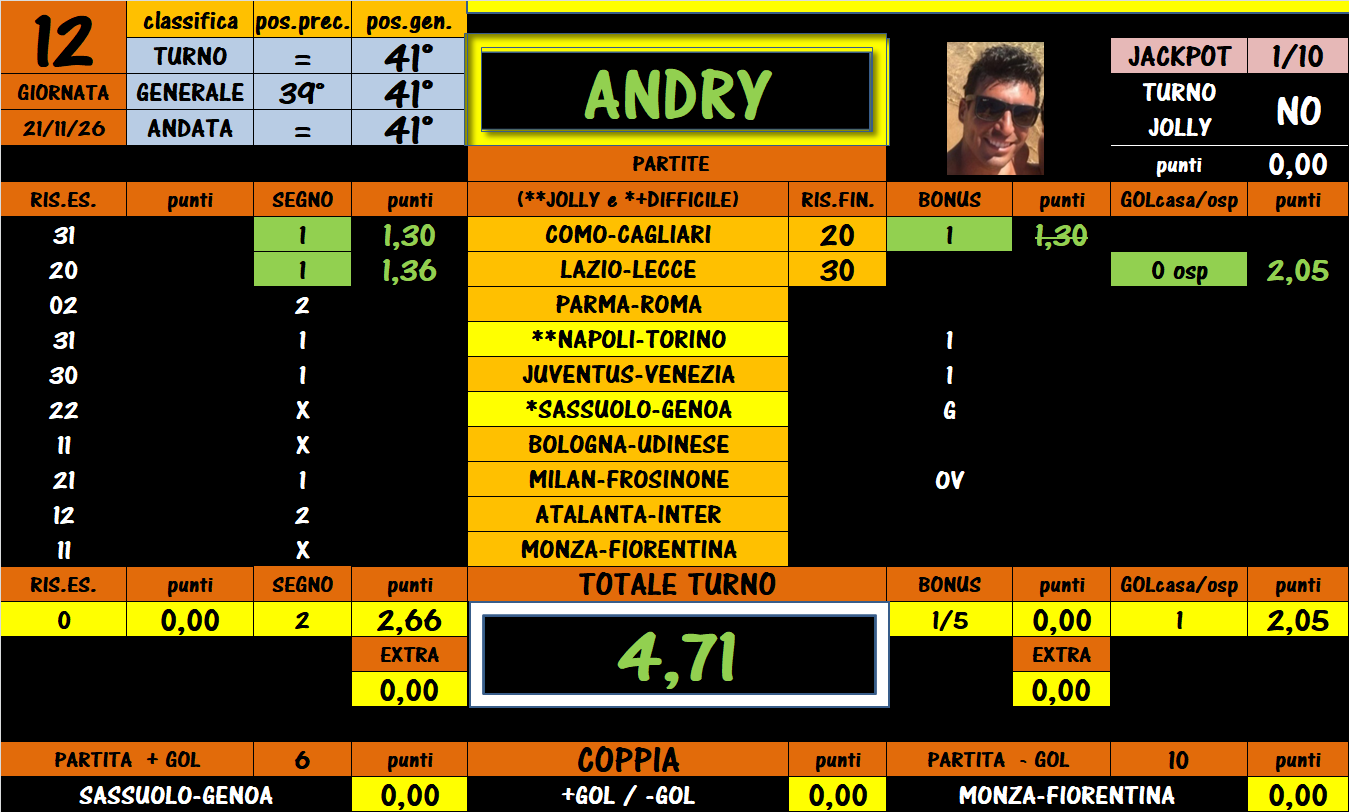 12 classifica pos.prec. pos.gen.
TURNO = 41° JACKPOT 1/10
GIORNATA GENERALE 39° 41° ANDRY TURNO JOLLY NO
21/11/26 ANDATA = 41°
PARTITE punti 0,00
RIS.ES. punti SEGNO punti (**JOLLY e *+DIFFICILE) RIS.FIN. BONUS punti GOLcasa/osp punti
31 1 1,30 COMO-CAGLIARI 20 1 1,30
20 1 1,36 LAZIO-LECCE 30 0 osp 2,05
02 2 PARMA-ROMA
31 1 **NAPOLI-TORINO 1
30 1 JUVENTUS-VENEZIA 1
22 X *SASSUOLO-GENOA G
11 X BOLOGNA-UDINESE
21 1 MILAN-FROSINONE OV
12 2 ATALANTA-INTER
11 X MONZA-FIORENTINA
RIS.ES. punti SEGNO punti TOTALE TURNO BONUS punti GOLcasa/osp punti
0 0,00 2 2,66 4,71 1/5 0,00 1 2,05
EXTRA EXTRA
0,00 0,00
PARTITA + GOL 6 punti COPPIA punti PARTITA - GOL 10 punti
SASSUOLO-GENOA 0,00 +GOL / -GOL 0,00 MONZA-FIORENTINA 0,00